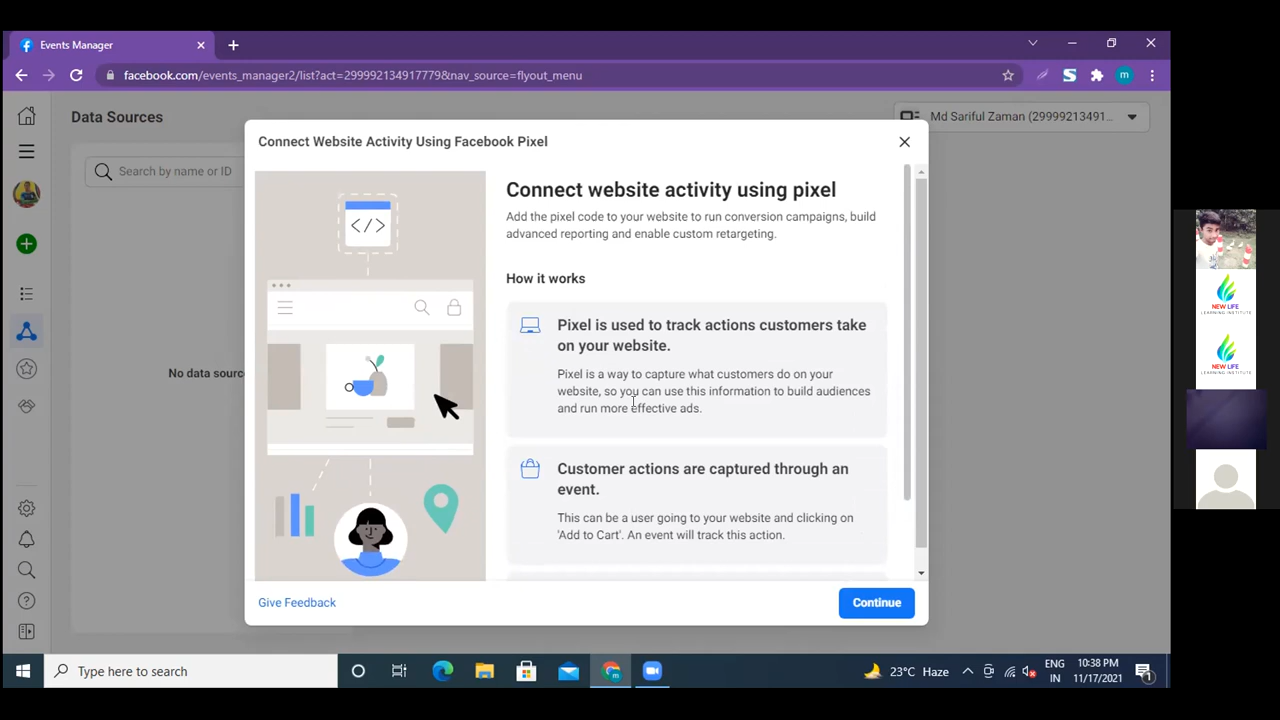 Events Manager
facebook.com/events_manager2/list?act=299992134917779&nav_source=flyout_menu
m
Data Sources
Md Sariful Zaman (29999213491...
Search by name or ID
No data sourc
Connect Website Activity Using Facebook Pixel
</>
Connect website activity using pixel
Add the pixel code to your website to run conversion campaigns, build
advanced reporting and enable custom retargeting.
How it works
Pixel is used to track actions customers take
on your website.
Pixel is a way to capture what customers do on your
website, so you can use this information to build audiences
and run more effective ads.
Customer actions are captured through an
event.
This can be a user going to your website and clicking on
'Add to Cart'. An event will track this action.
Give Feedback
Continue
NEW LIFE
LEARNING INSTITUTE
NEW LIFE
LEARNING INSTITUTE
Type here to search
23°C Haze
ENG
IN
10:38 PM
11/17/2021
1